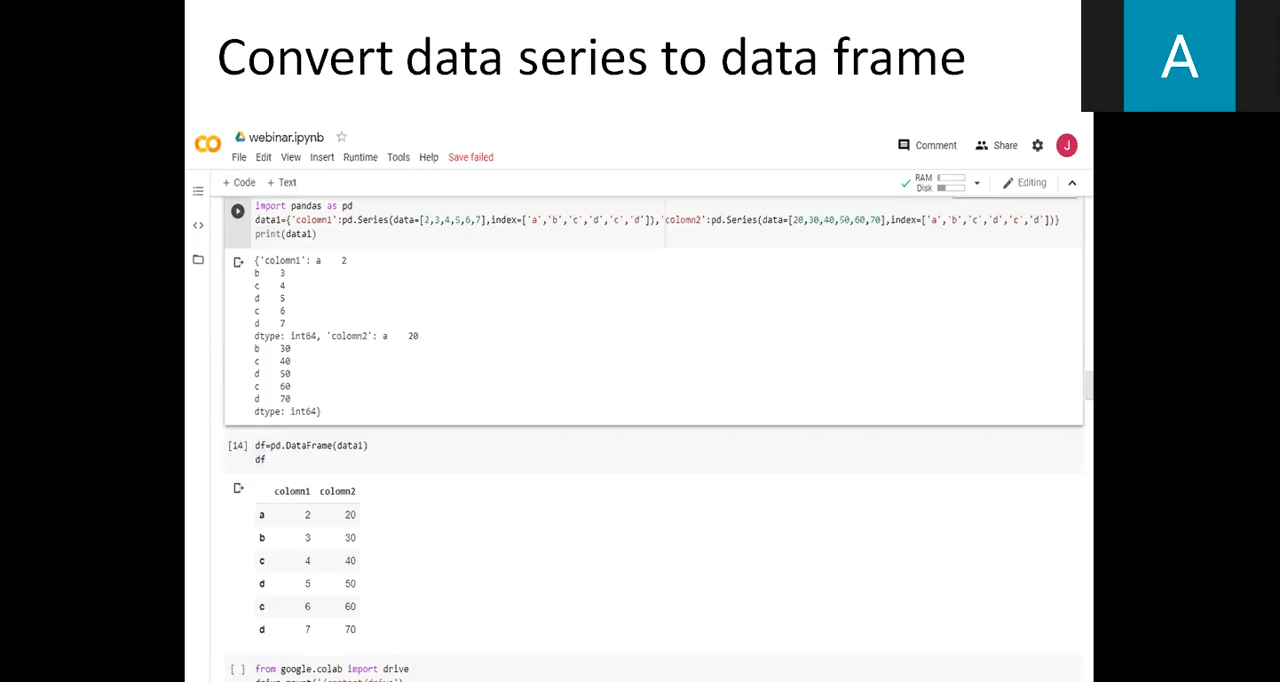 Convert data series to data frame
A
webinar.ipynb
File Edit View Insert Runtime Tools Help Save failed
Comment Share J
+ Code + Text
RAM
Disk
Editing
import pandas as pd
data1={'colomn1':pd.Series(data=[2,3,4,5,6,7],index=['a','b','c','d','c','d']),'colomn2':pd.Series(data=[20,30,40,50,60,70],index=['a','b','c','d','c','d'])}
print(data1)
{'colomn1': a 2
b 3
c 4
d 5
c 6
d 7
dtype: int64, 'colomn2': a 20
b 30
c 40
d 50
c 60
d 70
dtype: int64}
[14] df=pd.DataFrame(data1)
df
colomn1 colomn2
a 2 20
b 3 30
c 4 40
d 5 50
c 6 60
d 7 70
[ ] from google.colab import drive
drive.mount('/content/drive')